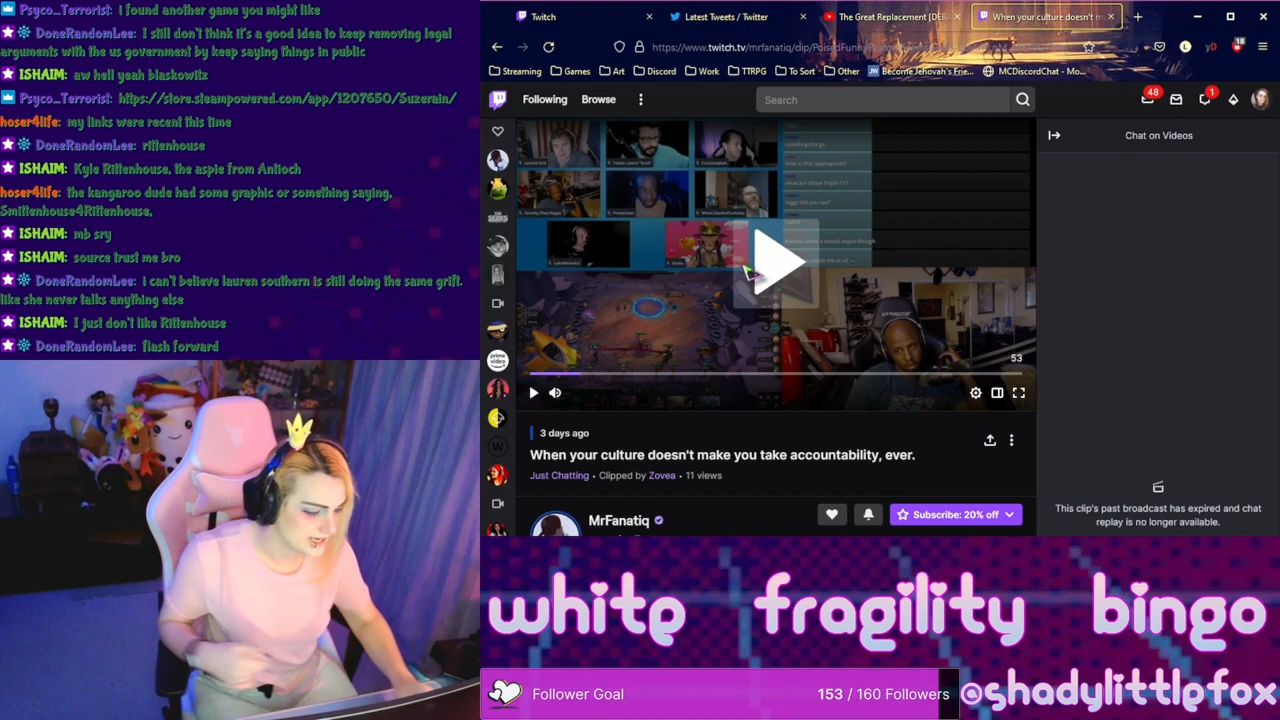 Psyco_Terrorist: i found another game you might like
DoneRandomLee: I still don't think it's a good idea to keep removing legal
arguments with the us government by keep saying things in public
ISHAIM: aw hell yeah blaskowitz
Psyco_Terrorist: https://store.steampowered.com/app/1207650/Suzerain/
hoser4life: my links were recent this time
DoneRandomLee: rittenhouse
ISHAIM: Kyle Rittenhouse, the aspie from Antioch
hoser4life: the hangman dude had some graphic or something saying,
Smittenhouse4Rittenhouse,
ISHAIM: mb sry
ISHAIM: source trust me bro
DoneRandomLee: i can't believe lauren southern is still doing the same grift.
like she never talks anything else
ISHAIM: I just don't like Rittenhouse
DoneRandomLee: flash forward
Twitch
Latest Tweets / Twitter
The Great Replacement [DEBA
When your culture doesn't m
https://www.twitch.tv/mrfanatiq/clip/
Streaming
Games
Art
Discord
Work
TTRPG
To Sort
Other
Become Jehovah's Frie...
MCDiscordChat - Mo...
Following
Browse
Search
48
1
18
Chat on Videos
53
3 days ago
When your culture doesn't make you take accountability, ever.
Just Chatting • Clipped by Zovea • 11 views
MrFanatiq
Subscribe: 20% off
This clip's past broadcast has expired and chat
replay is no longer available.
white fragility bingo
Follower Goal
153 / 160 Followers
@shadylittlefox